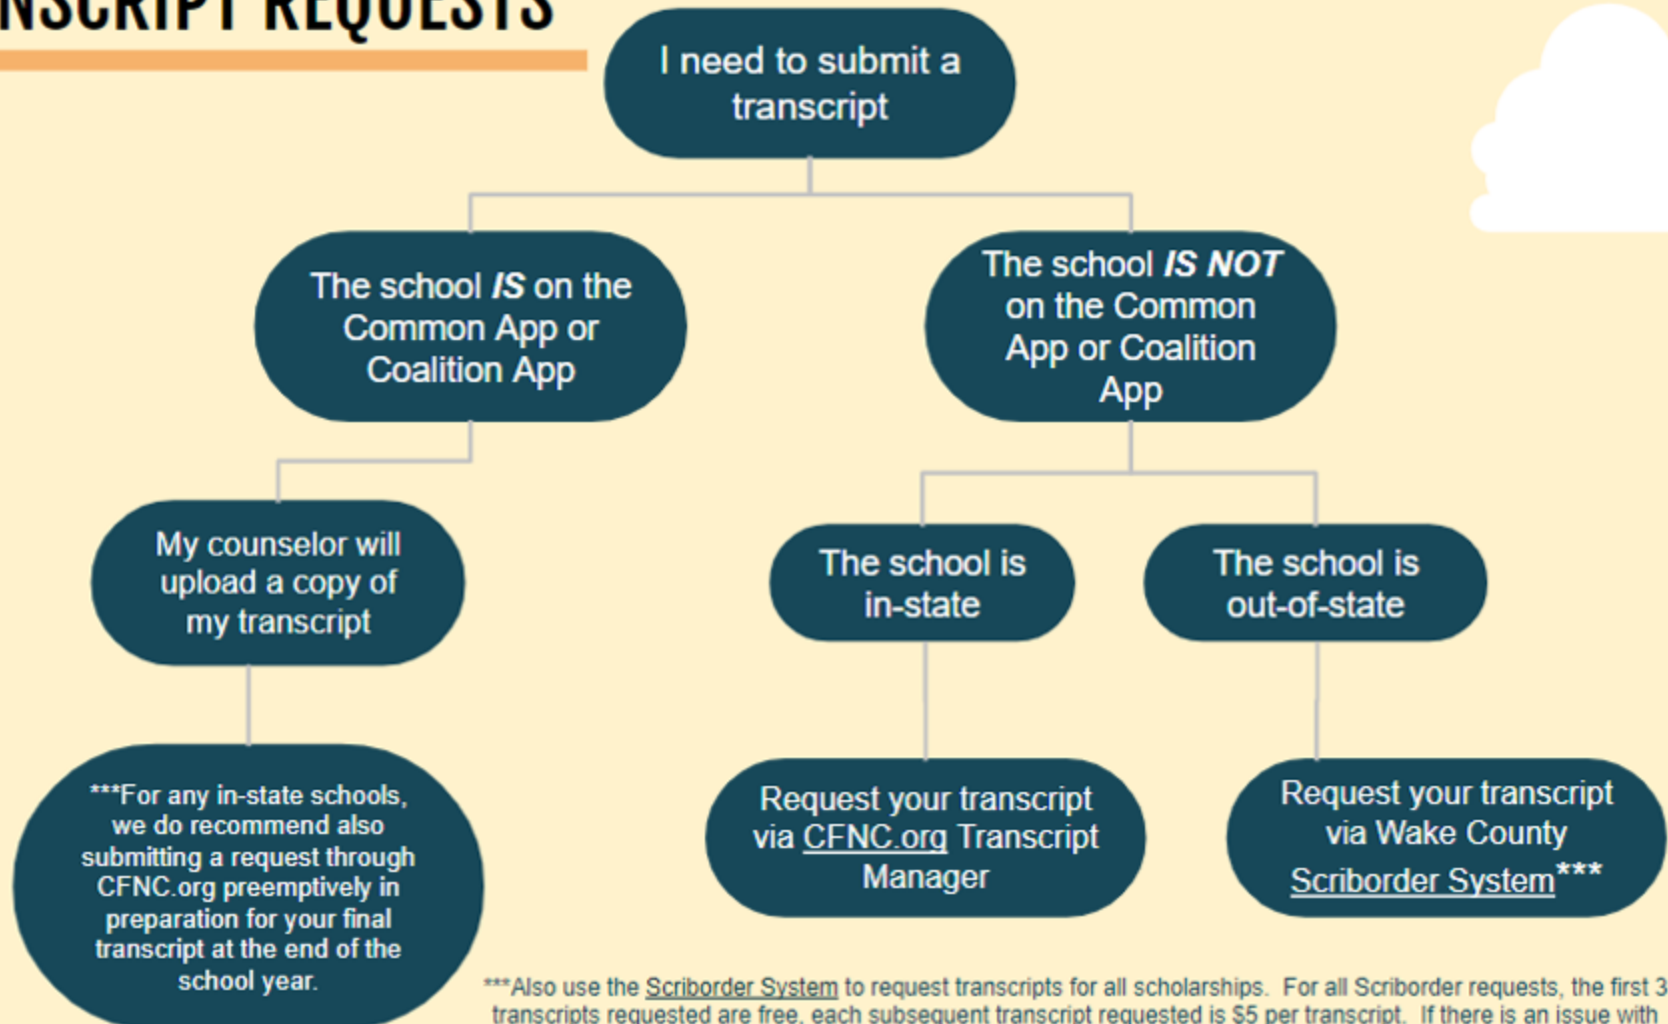 NSCRIPT REQUESTS
I need to submit a
transcript
The school IS on the
Common App or
Coalition App
The school IS NOT
on the Common
App or Coalition
App
My counselor will
upload a copy of
my transcript
The school is
in-state
The school is
out-of-state
***For any in-state schools,
we do recommend also
submitting a request through
CFNC.org preemptively in
preparation for your final
transcript at the end of the
school year.
Request your transcript
via CFNC.org Transcript
Manager
Request your transcript
via Wake County
Scriborder System***
***Also use the Scriborder System to request transcripts for all scholarships. For all Scriborder requests, the first 3
transcripts requested are free, each subsequent transcript requested is $5 per transcript. If there is an issue with